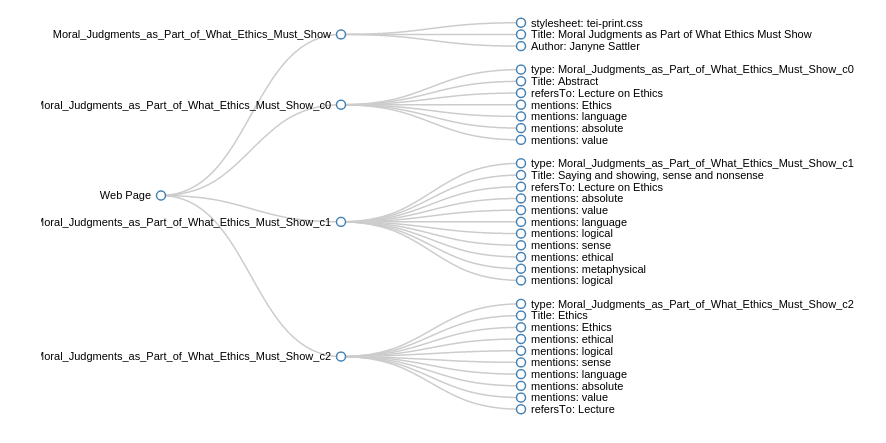 Moral_Judgments_as_Part_of_What_Ethics_Must_Show
stylesheet: tei-print.css
Title: Moral Judgments as Part of What Ethics Must Show
Author: Janyne Sattler
Moral_Judgments_as_Part_of_What_Ethics_Must_Show_c0
type: Moral_Judgments_as_Part_of_What_Ethics_Must_Show_c0
Title: Abstract
refersTo: Lecture on Ethics
mentions: Ethics
mentions: language
mentions: absolute
mentions: value
Web Page
Moral_Judgments_as_Part_of_What_Ethics_Must_Show_c1
type: Moral_Judgments_as_Part_of_What_Ethics_Must_Show_c1
Title: Saying and showing, sense and nonsense
refersTo: Lecture on Ethics
mentions: absolute
mentions: value
mentions: language
mentions: logical
mentions: sense
mentions: ethical
mentions: metaphysical
mentions: logical
Moral_Judgments_as_Part_of_What_Ethics_Must_Show_c2
type: Moral_Judgments_as_Part_of_What_Ethics_Must_Show_c2
Title: Ethics
mentions: Ethics
mentions: ethical
mentions: logical
mentions: sense
mentions: language
mentions: absolute
mentions: value
refersTo: Lecture